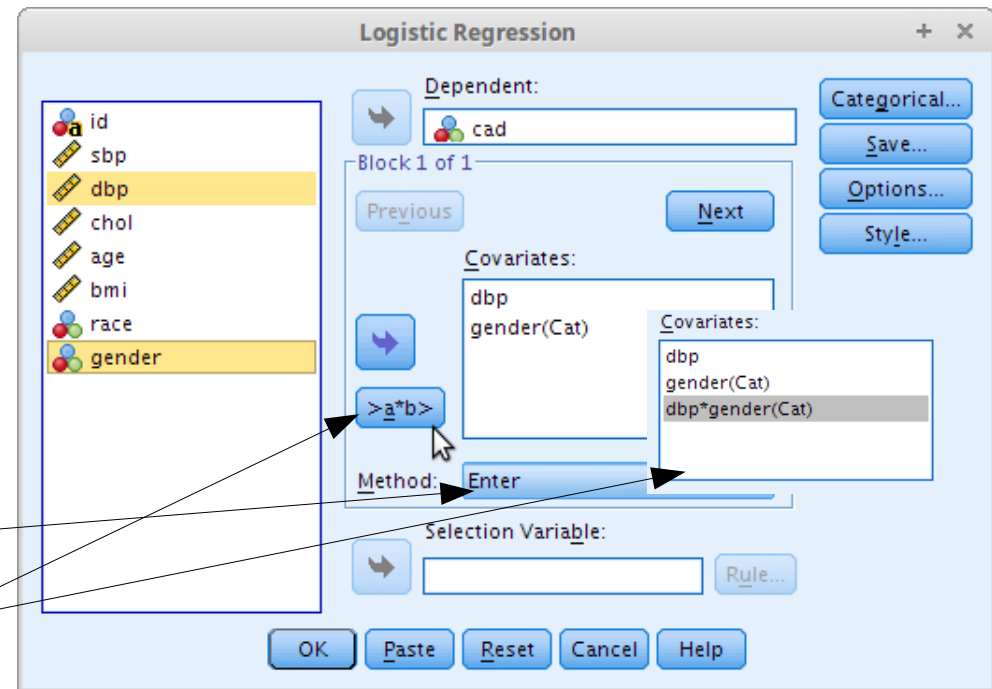 Logistic Regression
id
sbp
dbp
chol
age
bmi
race
gender
Dependent:
cad
Block 1 of 1
Previous
Next
Covariates:
dbp
gender(Cat)
>a*b>
Method:
Enter
Covariates:
dbp
gender(Cat)
dbp*gender(Cat)
Selection Variable:
Rule...
Categorical...
Save...
Options...
Style...
OK
Paste
Reset
Cancel
Help